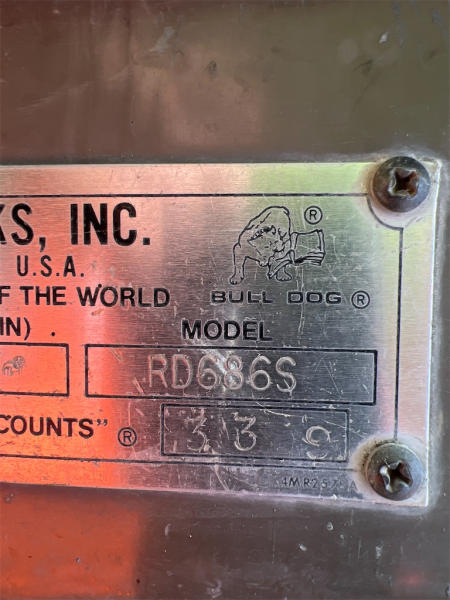 KS, INC.
®
U.S.A.
F THE WORLD
BULL DOG ®
IN) .
MODEL
RD686S
COUNTS" ®
3 3 9